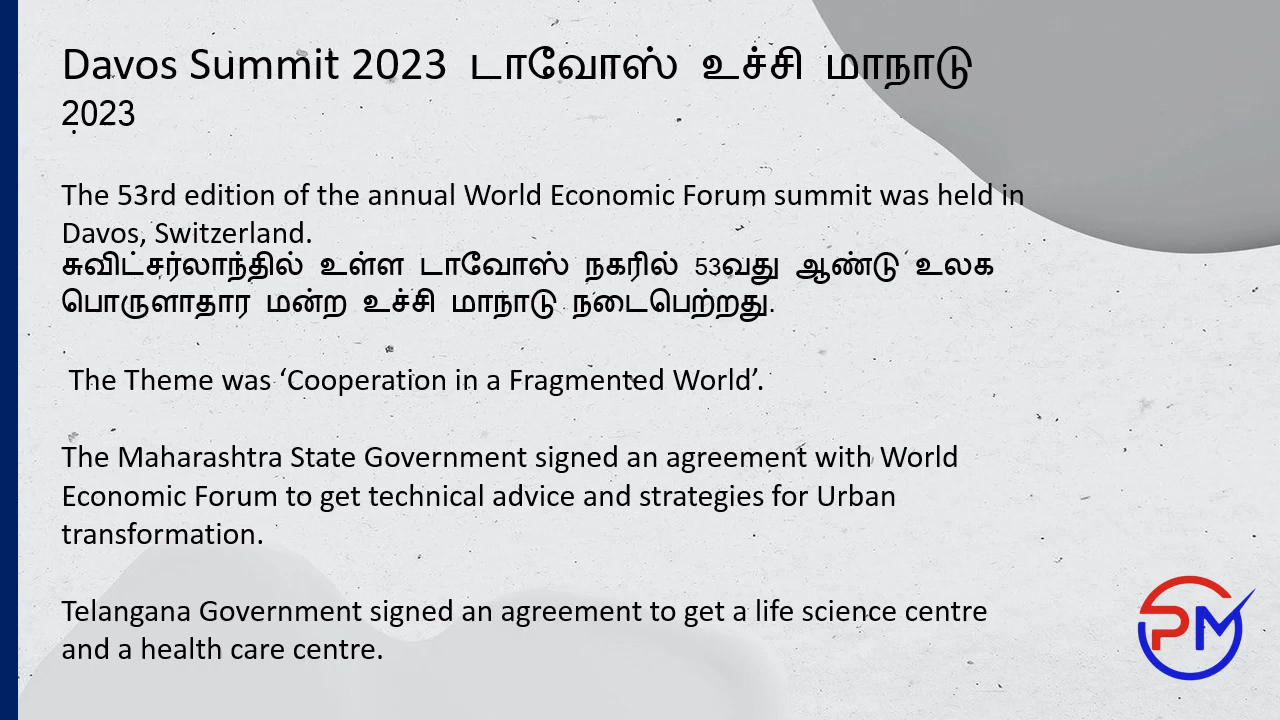 Davos Summit 2023 டாவோஸ் உச்சி மாநாடு
2023
The 53rd edition of the annual World Economic Forum summit was held in
Davos, Switzerland.
சுவிட்சர்லாந்தில் உள்ள டாவோஸ் நகரில் 53வது ஆண்டு உலக
பொருளாதார மன்ற உச்சி மாநாடு நடைபெற்றது.
The Theme was ‘Cooperation in a Fragmented World’.
The Maharashtra State Government signed an agreement with World
Economic Forum to get technical advice and strategies for Urban
transformation.
Telangana Government signed an agreement to get a life science centre
and a health care centre.
PM